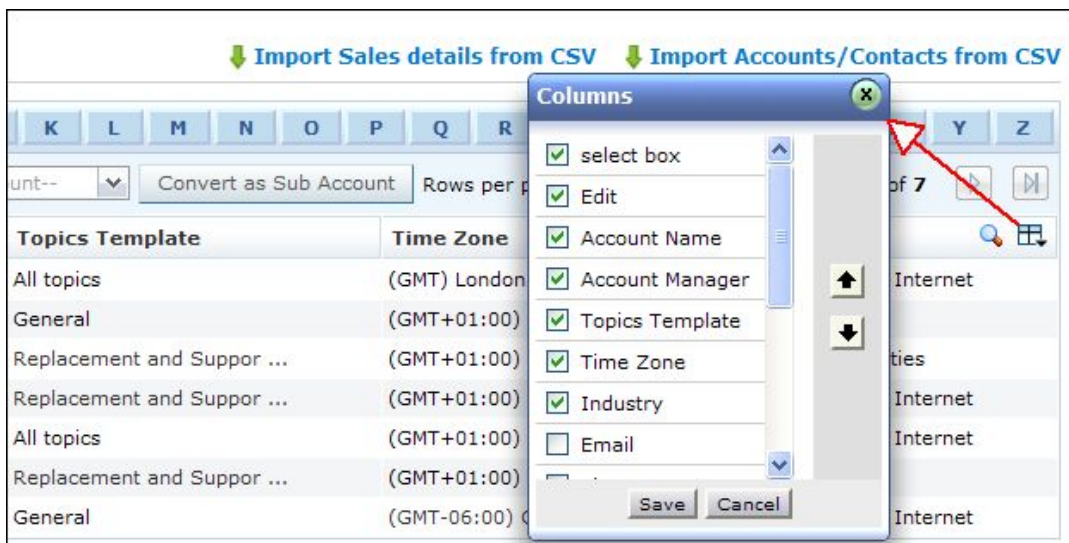 Import Sales details from CSV Import Accounts/Contacts from CSV
Columns
K L M N O P Q R Y Z
select box
Convert as Sub Account Rows per of 7
Edit
Topics Template Time Zone
Account Name
All topics (GMT) London Internet
Account Manager
General (GMT+01:00)
Topics Template
Replacement and Suppor ... (GMT+01:00)
Time Zone
Replacement and Suppor ... (GMT+01:00) Internet
Industry
All topics (GMT+01:00) Internet
Email
Replacement and Suppor ... (GMT+01:00)
Save Cancel
General (GMT-06:00) Internet